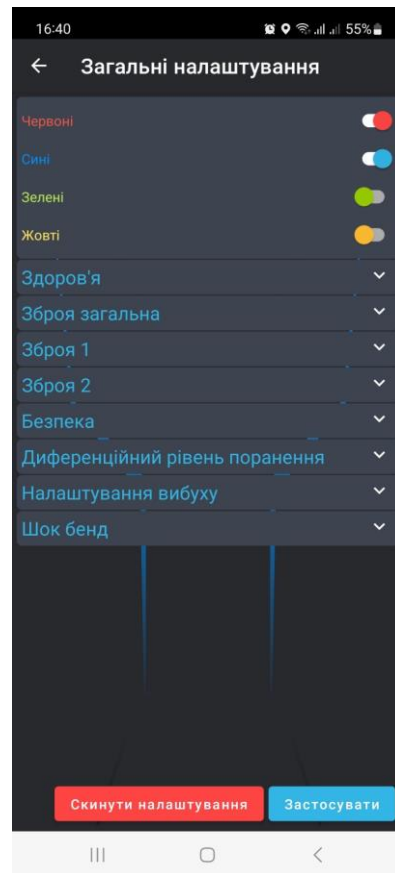 16:40 55%
Загальні налаштування
Червоні
Сині
Зелені
Жовті
Здоров'я
Зброя загальна
Зброя 1
Зброя 2
Безпека
Диференційний рівень поранення
Налаштування вибуху
Шок бенд
Скинути налаштування Застосувати